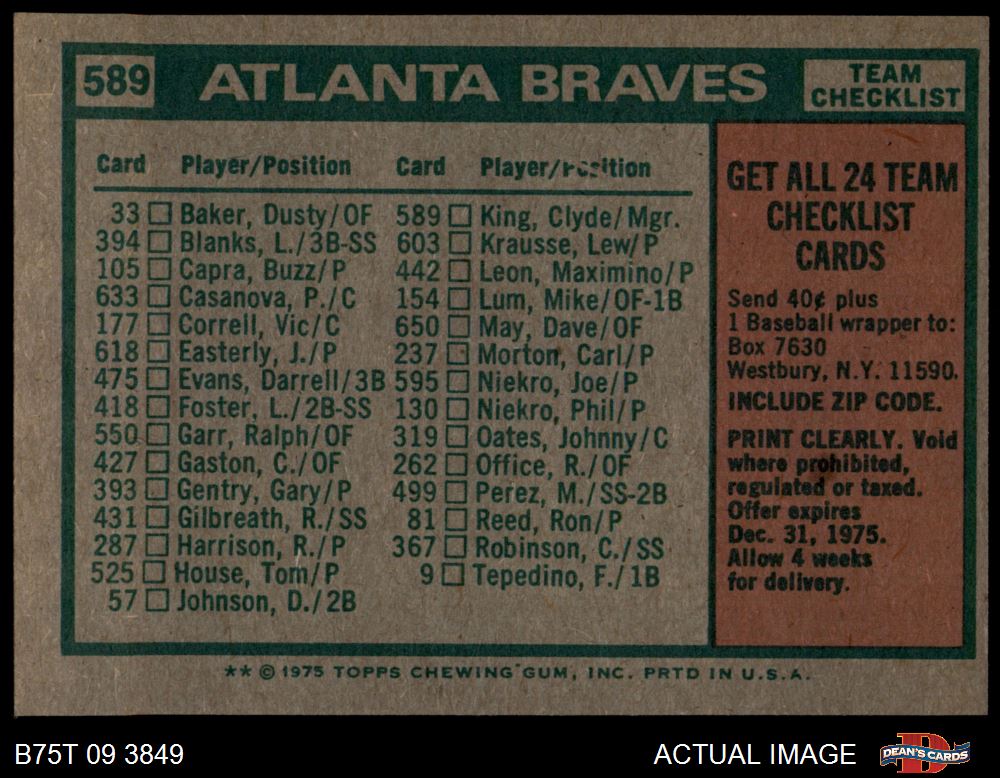 589 ATLANTA BRAVES TEAM CHECKLIST
Card Player/Position Card Player/Position
33 Baker, Dusty/OF 589 King, Clyde/Mgr.
394 Blanks, L./3B-SS 603 Krausse, Lew/P
105 Capra, Buzz/P 442 Leon, Maximino/P
633 Casanova, P./C 154 Lum, Mike/OF-1B
177 Correll, Vic/C 650 May, Dave/OF
618 Easterly, J./P 237 Morton, Carl/P
475 Evans, Darrell/3B 595 Niekro, Joe/P
418 Foster, L./2B-SS 130 Niekro, Phil/P
550 Garr, Ralph/OF 319 Oates, Johnny/C
427 Gaston, C./OF 262 Office, R./OF
393 Gentry, Gary/P 499 Perez, M./SS-2B
431 Gilbreath, R./SS 81 Reed, Ron/P
287 Harrison, R./P 367 Robinson, C./SS
525 House, Tom/P 9 Tepedino, F./1B
57 Johnson, D./2B
GET ALL 24 TEAM
CHECKLIST
CARDS
Send 40¢ plus
1 Baseball wrapper to:
Box 7630
Westbury, N.Y. 11590.
INCLUDE ZIP CODE.
PRINT CLEARLY. Void
where prohibited,
regulated or taxed.
Offer expires
Dec. 31, 1975.
Allow 4 weeks
for delivery.
** © 1975 TOPPS CHEWING GUM, INC. PRTD IN U.S.A.
B75T 09 3849 ACTUAL IMAGE DEAN'S CARDS